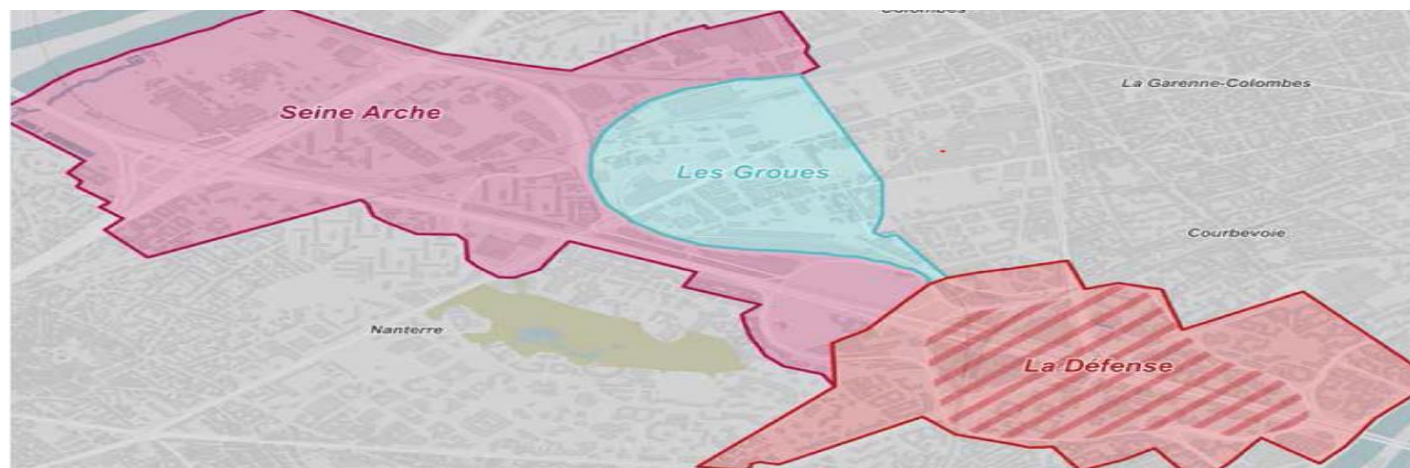 Colombes
La Garenne-Colombes
Seine Arche
Les Groues
Courbevoie
Nanterre
La Défense